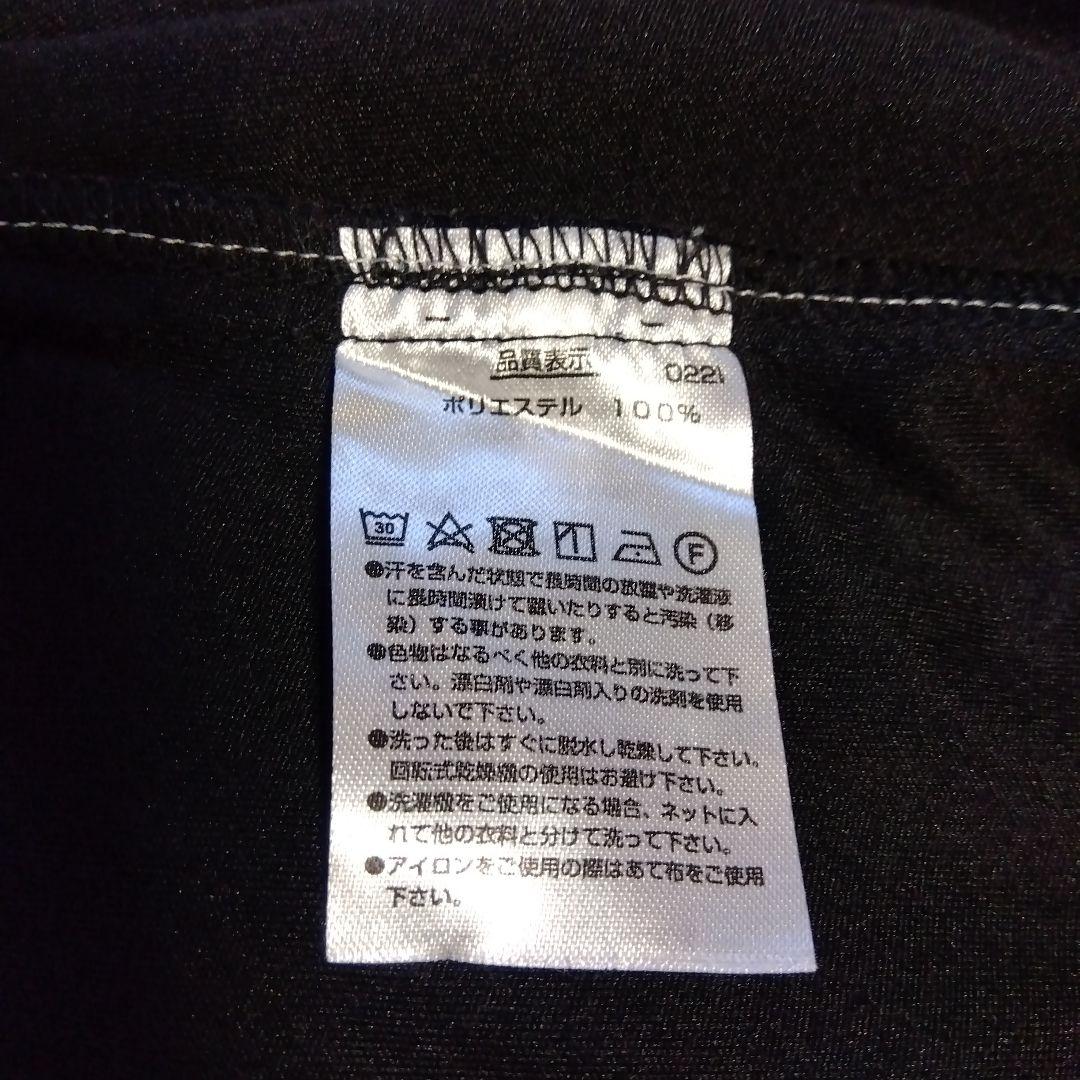 品質表示 0221
ポリエステル 100%
30
F
●汗を含んだ状態で長時間の放置や洗濯液
に長時間漬けて置いたりすると汚染(移
染)する事があります。
●色物はなるべく他の衣料と別に洗って下
さい。漂白剤や漂白剤入りの洗剤を使用
しないで下さい。
●洗った後はすぐに脱水し乾燥して下さい。
回転式乾燥機の使用はお避け下さい。
●洗濯機をご使用になる場合、ネットに入
れて他の衣料と分けて洗って下さい。
●アイロンをご使用の際はあて布をご使用
下さい。